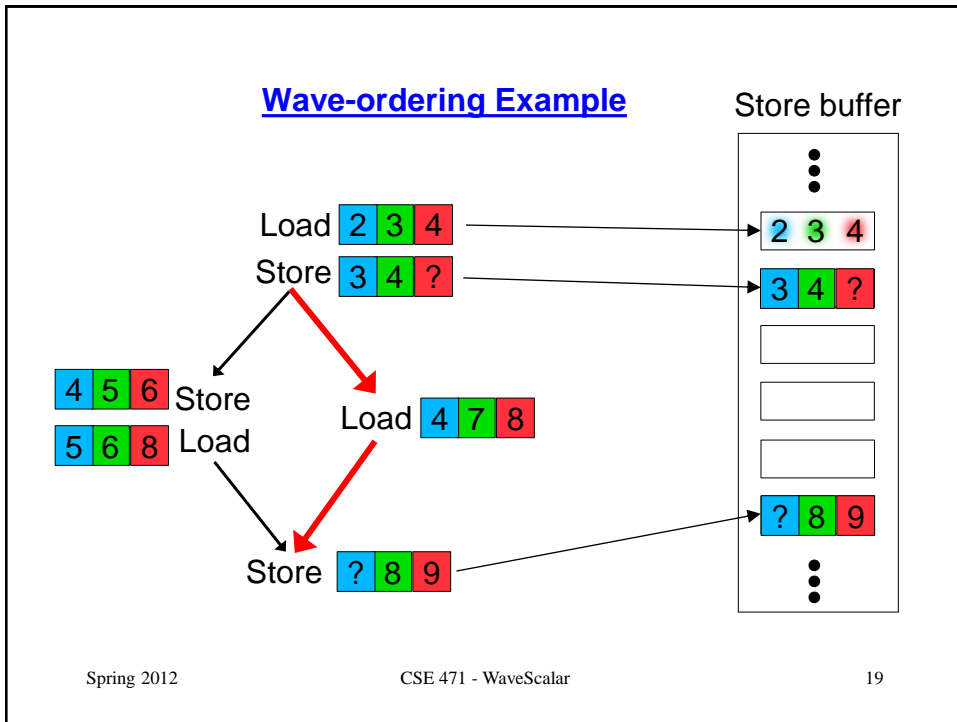 Wave-ordering Example
Store buffer
Load 2 3 4
2 3 4
Store 3 4 ?
3 4 ?
4 5 6 Store
Load 4 7 8
5 6 8 Load
Store ? 8 9
? 8 9
Spring 2012
CSE 471 - WaveScalar
19